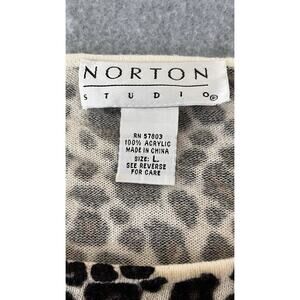 NORTON
STUDIO®
RN 57803
100% ACRYLIC
MADE IN CHINA
SIZE: L
SEE REVERSE
FOR CARE